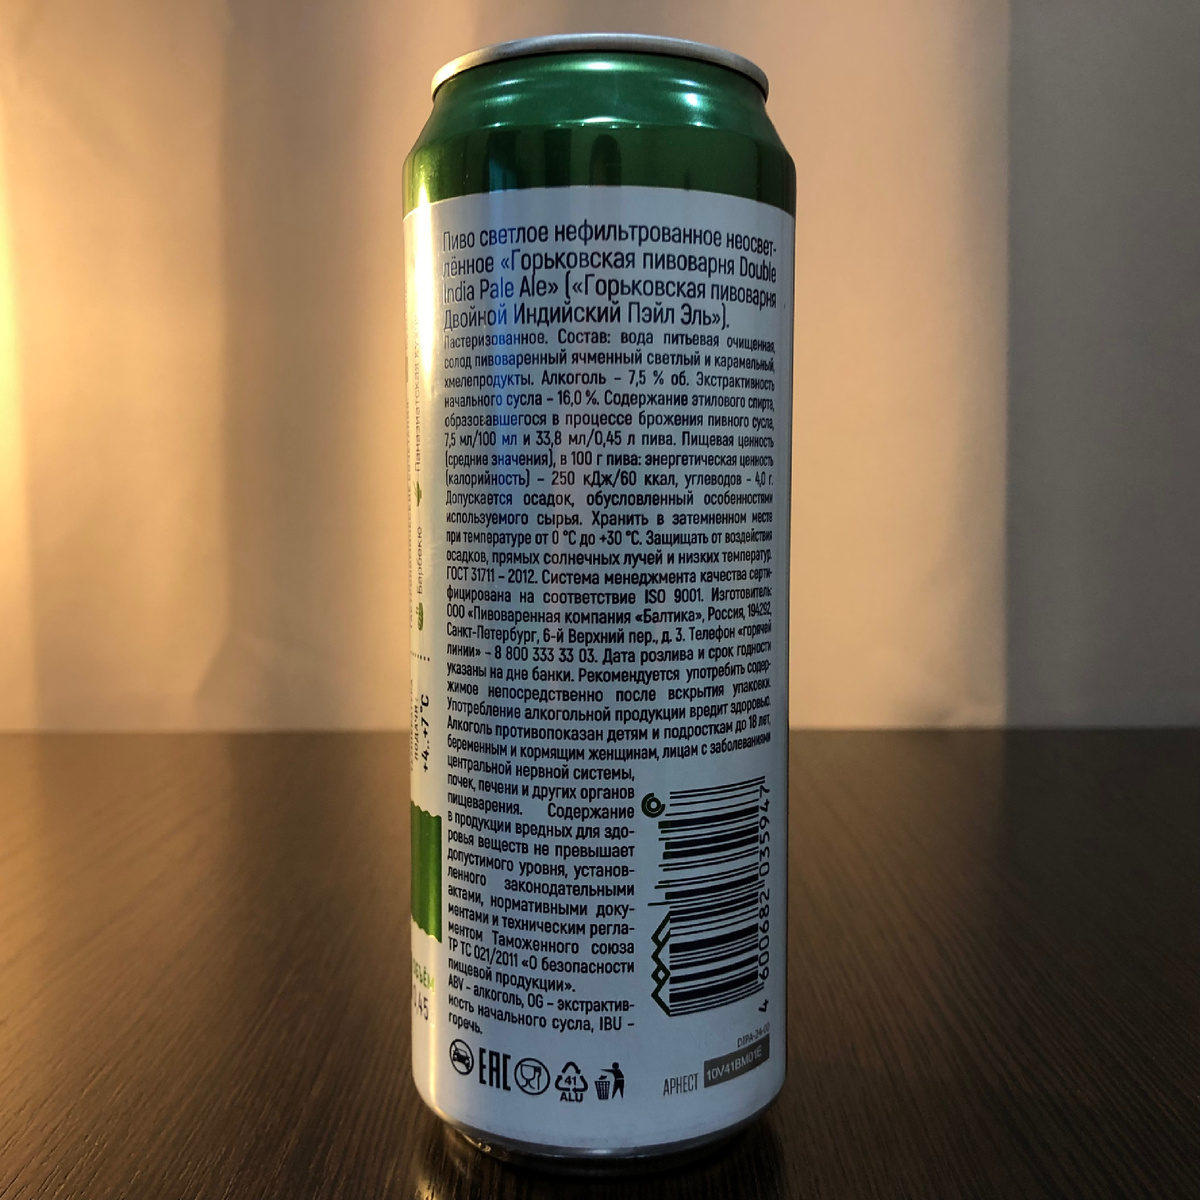 Пиво светлое нефильтрованное неосвет-
лённое «Горьковская пивоварня Double
India Pale Ale» («Горьковская пивоварня
Двойной Индийский Пэйл Эль»).
Пастеризованное. Состав: вода питьевая очищенная,
солод пивоваренный ячменный светлый и карамельный,
хмелепродукты. Алкоголь – 7,5 % об. Экстрактивность
начального сусла – 16,0 %. Содержание этилового спирта,
образовавшегося в процессе брожения пивного сусла,
7,5 мл/100 мл и 33,8 мл/0,45 л пива. Пищевая ценность
(средние значения), в 100 г пива: энергетическая ценность
(калорийность) – 250 кДж/60 ккал, углеводов – 4,0 г.
Допускается осадок, обусловленный особенностями
используемого сырья. Хранить в затемненном месте
при температуре от 0 °С до +30 °С. Защищать от воздействия
осадков, прямых солнечных лучей и низких температур.
ГОСТ 31711 – 2012. Система менеджмента качества серти-
фицирована на соответствие ISO 9001. Изготовитель:
ООО «Пивоваренная компания «Балтика», Россия, 194292,
Санкт-Петербург, 6-й Верхний пер., д. 3. Телефон «горячей
линии» – 8 800 333 33 03. Дата розлива и срок годности
указаны на дне банки. Рекомендуется употребить содер-
жимое непосредственно после вскрытия упаковки.
Употребление алкогольной продукции вредит здоровью.
Алкоголь противопоказан детям и подросткам до 18 лет,
беременным и кормящим женщинам, лицам с заболеваниями
центральной нервной системы,
почек, печени и других органов
пищеварения. Содержание
в продукции вредных для здо-
ровья веществ не превышает
допустимого уровня, установ-
ленного законодательными
актами, нормативными доку-
ментами и техническим регла-
ментом Таможенного союза
ТР ТС 021/2011 «О безопасности
пищевой продукции».
ABV – алкоголь, OG – экстрактив-
ность начального сусла, IBU –
горечь.
4 600682 035947
EAC
41
ALU
АРНЕСТ
10V41BM01E
DIPA-24-02
Паназиатская
Барбекю
подачи
+4..+7°С
0,45